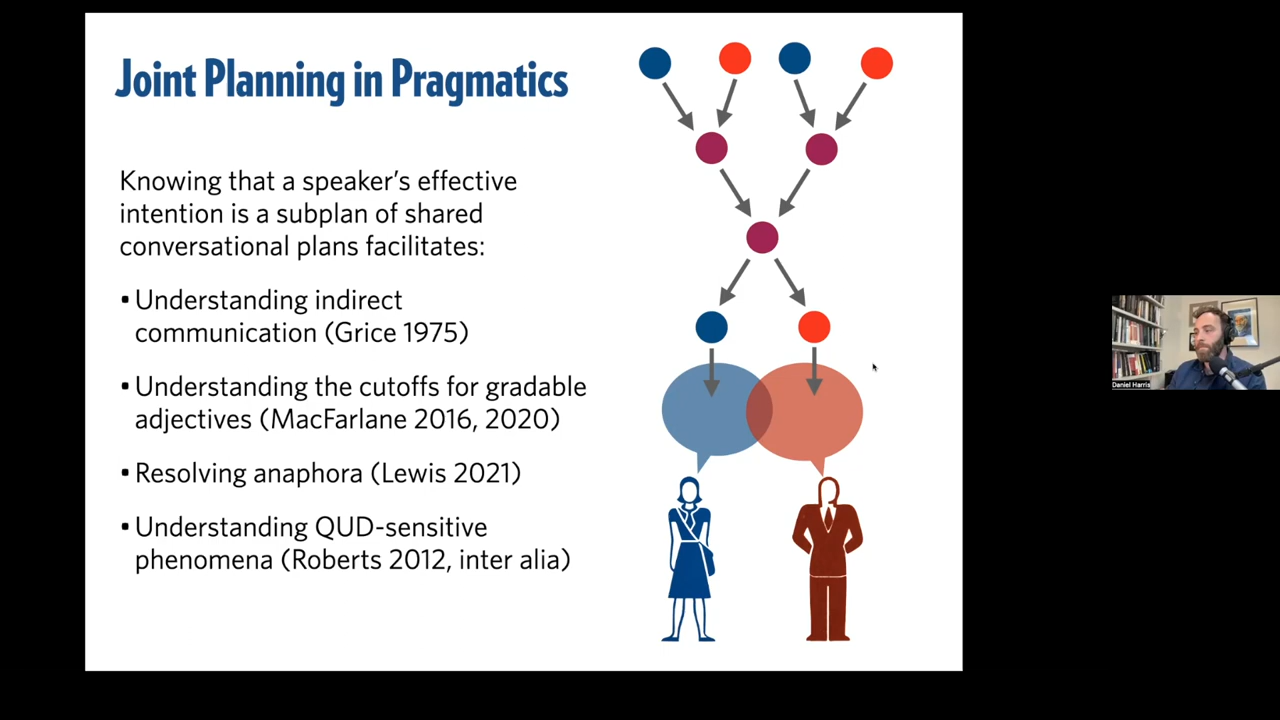 Joint Planning in Pragmatics
Knowing that a speaker's effective
intention is a subplan of shared
conversational plans facilitates:
▪ Understanding indirect
communication (Grice 1975)
▪ Understanding the cutoffs for gradable
adjectives (MacFarlane 2016, 2020)
▪ Resolving anaphora (Lewis 2021)
▪ Understanding QUD-sensitive
phenomena (Roberts 2012, inter alia)
Daniel Harris